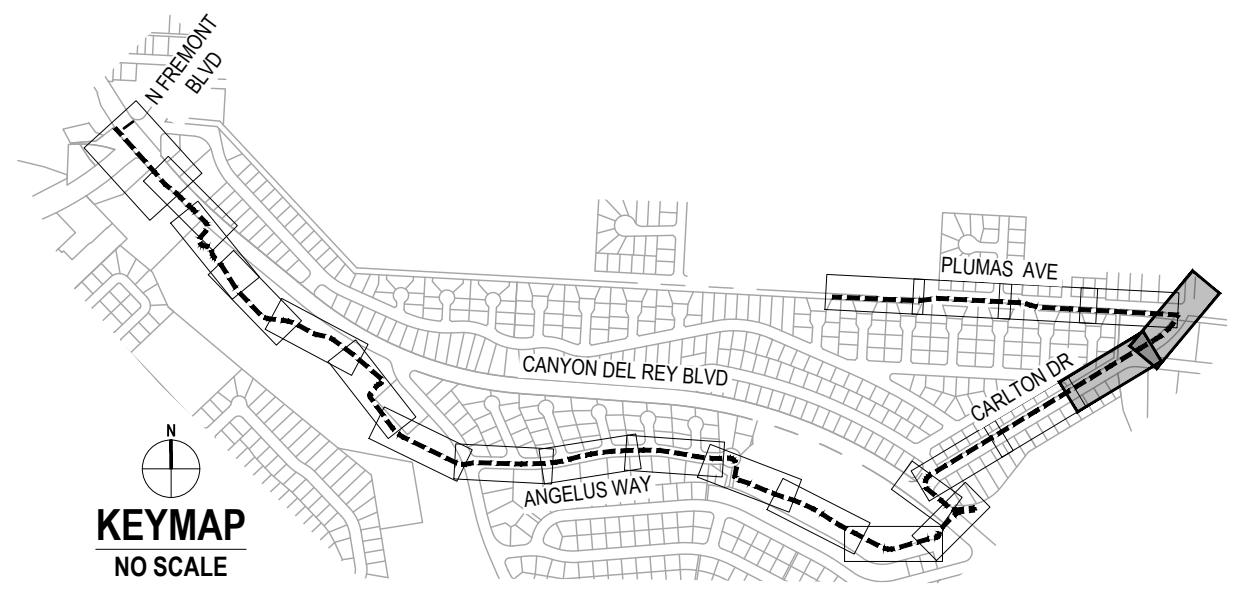 N FREMONT
BLVD
PLUMAS AVE
CANYON DEL REY BLVD
CARLTON DR
ANGELUS WAY
N
KEYMAP
NO SCALE